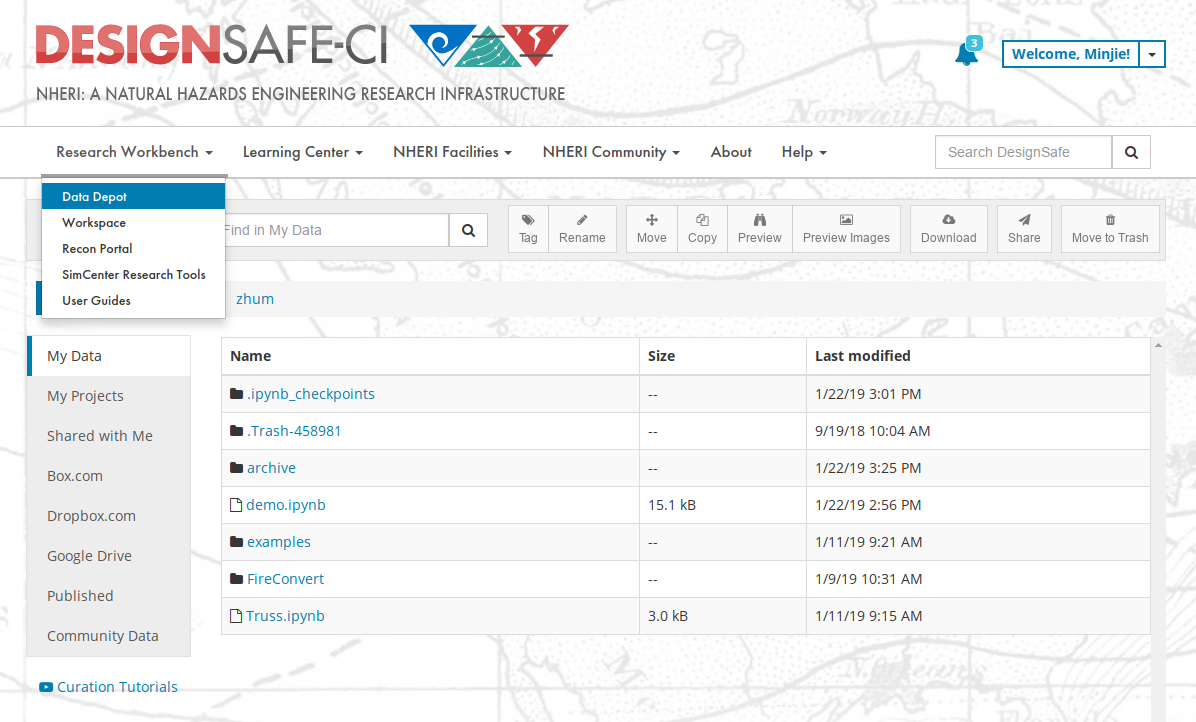 DESIGNSAFE-CI
3
Welcome, Minjie!
NHERI: A NATURAL HAZARDS ENGINEERING RESEARCH INFRASTRUCTURE
Norway
Research Workbench Learning Center NHERI Facilities NHERI Community About Help
Search DesignSafe
Data Depot
Workspace
Recon Portal
SimCenter Research Tools
User Guides
Find in My Data
Tag Rename Move Copy Preview Preview Images Download Share Move to Trash
zhum
My Data
My Projects
Shared with Me
Box.com
Dropbox.com
Google Drive
Published
Community Data
Curation Tutorials
Name Size Last modified
.ipynb_checkpoints -- 1/22/19 3:01 PM
.Trash-458981 -- 9/19/18 10:04 AM
archive -- 1/22/19 3:25 PM
demo.ipynb 15.1 kB 1/22/19 2:56 PM
examples -- 1/11/19 9:21 AM
FireConvert -- 1/9/19 10:31 AM
Truss.ipynb 3.0 kB 1/11/19 9:15 AM